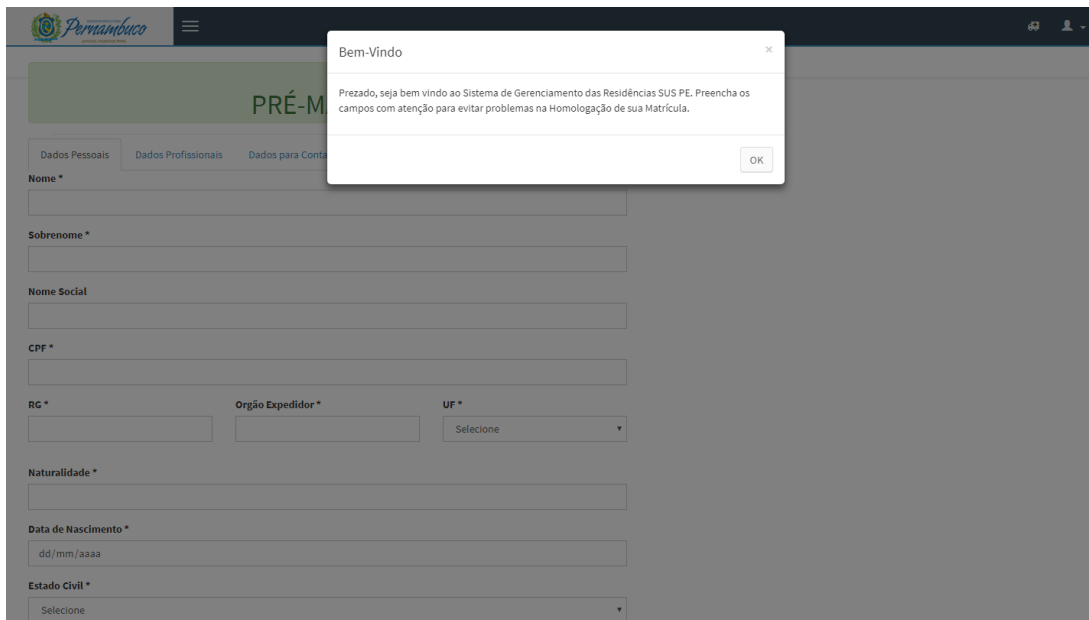 Pernambuco
Bem-Vindo
×
Prezado, seja bem vindo ao Sistema de Gerenciamento das Residências SUS PE. Preencha os
campos com atenção para evitar problemas na Homologação de sua Matrícula.
OK
PRÉ-M
Dados Pessoais
Dados Profissionais
Dados para Conta
Nome *
Sobrenome *
Nome Social
CPF *
RG *
Orgão Expedidor *
UF *
Selecione
Naturalidade *
Data de Nascimento *
dd/mm/aaaa
Estado Civil *
Selecione